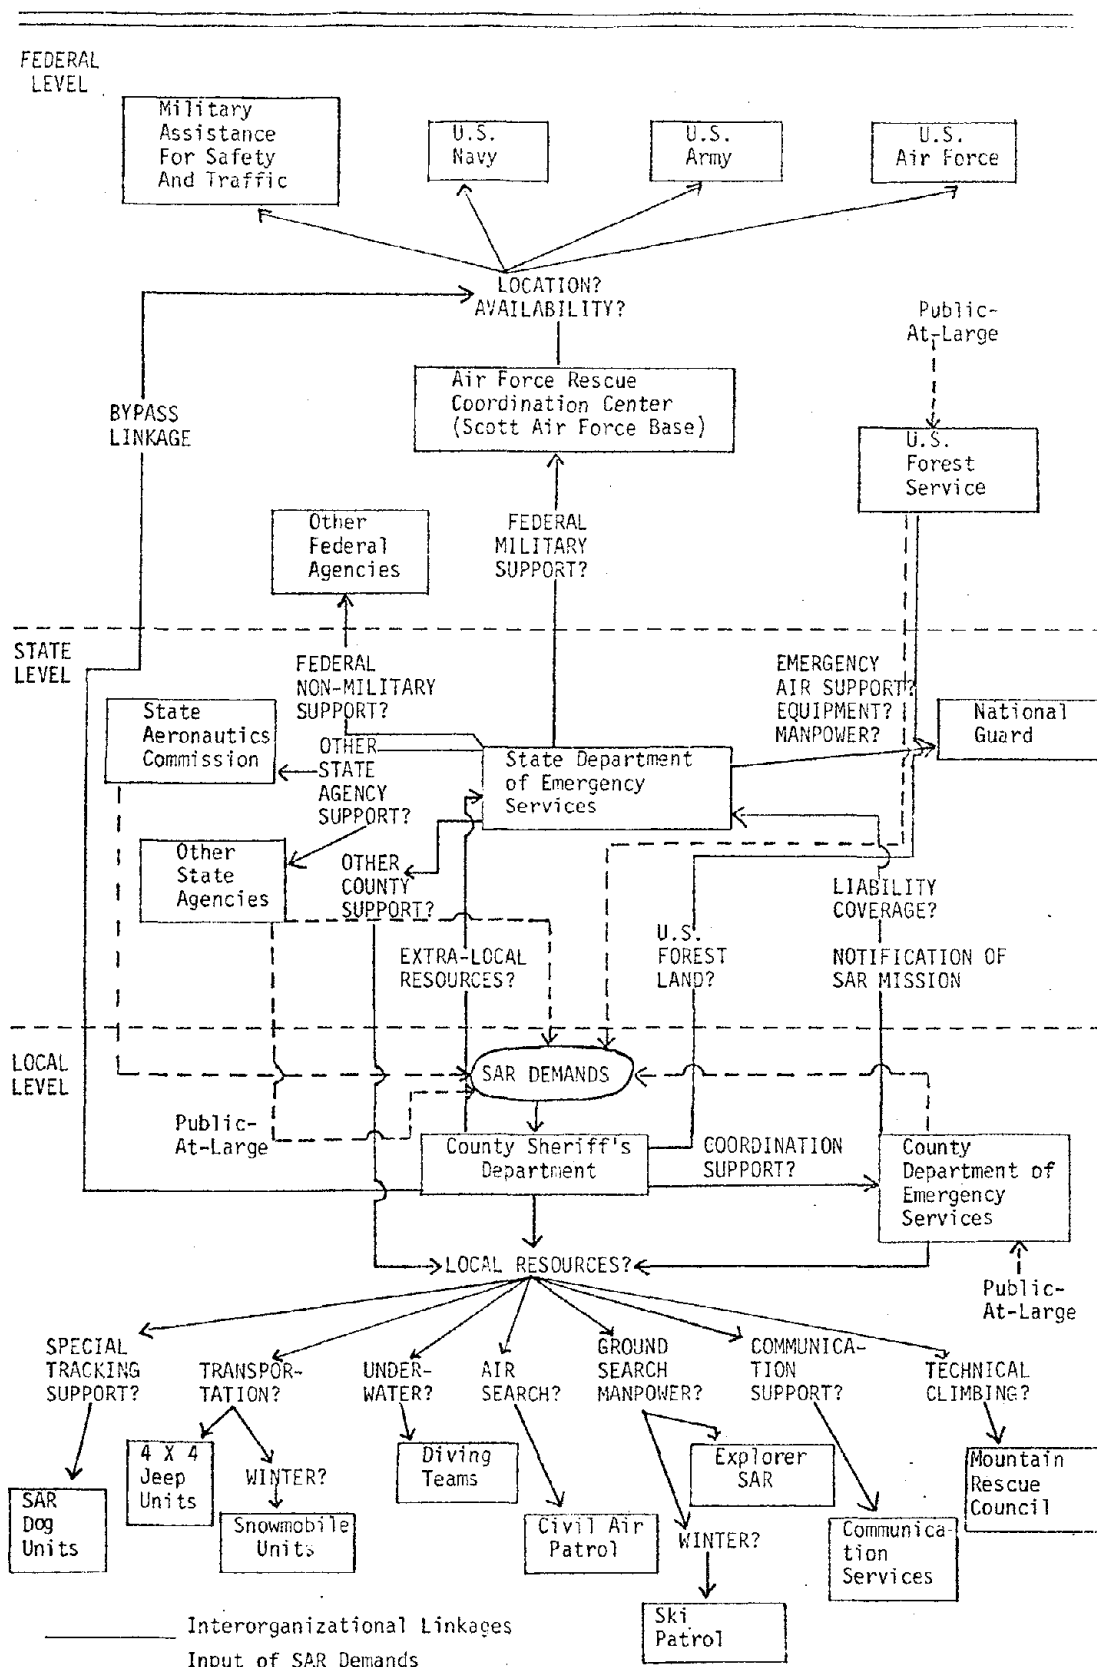 FEDERAL
LEVEL
Military
Assistance
For Safety
And Traffic
U.S.
Navy
U.S.
Army
U.S.
Air Force
LOCATION?
AVAILABILITY?
Public-
At-Large
Air Force Rescue
Coordination Center
(Scott Air Force Base)
BYPASS
LINKAGE
U.S.
Forest
Service
Other
Federal
Agencies
FEDERAL
MILITARY
SUPPORT?
STATE
LEVEL
FEDERAL
NON-MILITARY
SUPPORT?
EMERGENCY
AIR SUPPORT?
EQUIPMENT?
MANPOWER?
State
Aeronautics
Commission
National
Guard
OTHER
STATE
AGENCY
SUPPORT?
State Department
of Emergency
Services
Other
State
Agencies
OTHER
COUNTY
SUPPORT?
LIABILITY
COVERAGE?
EXTRA-LOCAL
RESOURCES?
U.S.
FOREST
LAND?
NOTIFICATION OF
SAR MISSION
LOCAL
LEVEL
SAR DEMANDS
Public-
At-Large
County Sheriff's
Department
COORDINATION
SUPPORT?
County
Department of
Emergency
Services
LOCAL RESOURCES?
Public-
At-Large
SPECIAL
TRACKING
SUPPORT?
TRANSPOR-
TATION?
UNDER-
WATER?
AIR
SEARCH?
GROUND
SEARCH
MANPOWER?
COMMUNICA-
TION
SUPPORT?
TECHNICAL
CLIMBING?
4 X 4
Jeep
Units
WINTER?
Diving
Teams
Explorer
SAR
Mountain
Rescue
Council
SAR
Dog
Units
Snowmobile
Units
Civil Air
Patrol
WINTER?
Communica-
tion
Services
Ski
Patrol
Interorganizational Linkages
Input of SAR Demands